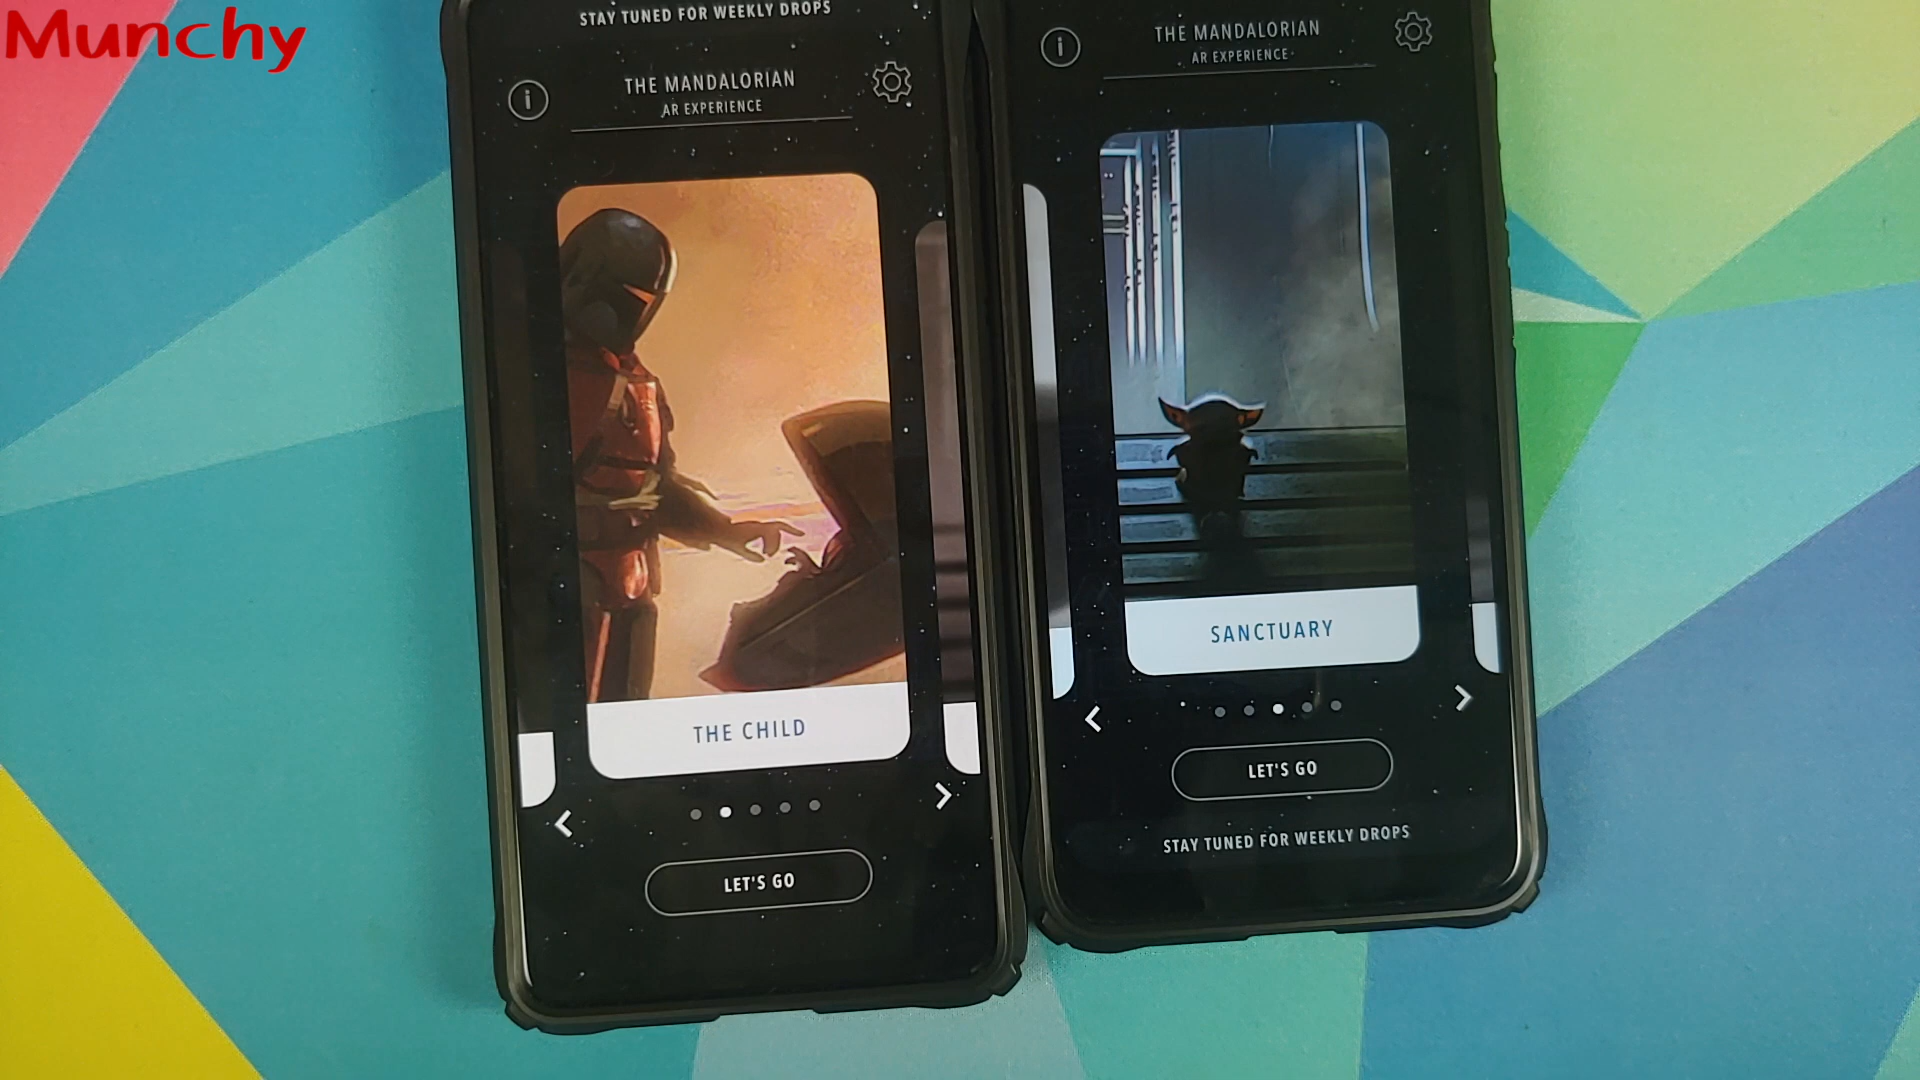 Munchy
STAY TUNED FOR WEEKLY DROPS
i
THE MANDALORIAN
AR EXPERIENCE
THE CHILD
LET'S GO
i
THE MANDALORIAN
AR EXPERIENCE
SANCTUARY
LET'S GO
STAY TUNED FOR WEEKLY DROPS